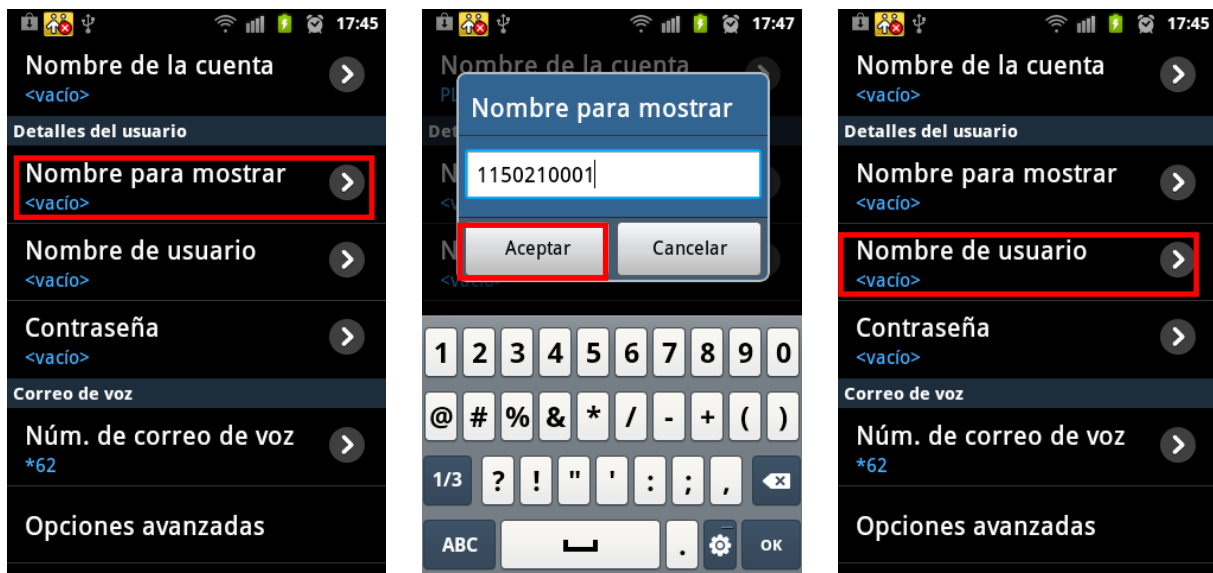 17:45
Nombre de la cuenta
<vacío>
Detalles del usuario
Nombre para mostrar
<vacío>
Nombre de usuario
<vacío>
Contraseña
<vacío>
Correo de voz
Núm. de correo de voz
*62
Opciones avanzadas
17:47
Nombre de la cuenta
PL
Det
Nombre para mostrar
N
1150210001
<v
Aceptar
Cancelar
N
<vacío>
1 2 3 4 5 6 7 8 9 0
@ # % & * / - + ( )
1/3 ? ! " ' : ; ,
ABC . OK
17:45
Nombre de la cuenta
<vacío>
Detalles del usuario
Nombre para mostrar
<vacío>
Nombre de usuario
<vacío>
Contraseña
<vacío>
Correo de voz
Núm. de correo de voz
*62
Opciones avanzadas